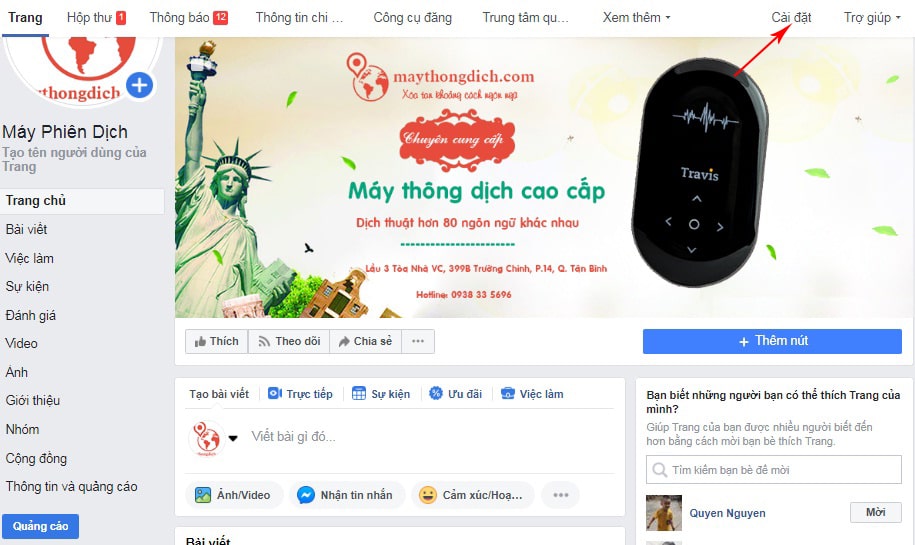 Trang
Hộp thư 1
Thông báo 12
Thông tin chi ...
Công cụ đăng
Trung tâm qu...
Xem thêm
Cài đặt
Trợ giúp
ythongdich
Máy Phiên Dịch
Tạo tên người dùng của
Trang
Trang chủ
Bài viết
Việc làm
Sự kiện
Đánh giá
Video
Ảnh
Giới thiệu
Nhóm
Cộng đồng
Thông tin và quảng cáo
Quảng cáo
maythongdich.com
Xóa tan khoảng cách ngôn ngữ
Chuyên cung cấp
Máy thông dịch cao cấp
Dịch thuật hơn 80 ngôn ngữ khác nhau
Lầu 3 Tòa Nhà VC, 399B Trường Chinh, P.14, Q. Tân Bình
Hotline: 0938 33 5696
Travis
Thích
Theo dõi
Chia sẻ
Thêm nút
Tạo bài viết
Trực tiếp
Sự kiện
Ưu đãi
Việc làm
Viết bài gì đó...
Ảnh/Video
Nhận tin nhắn
Cảm xúc/Hoạ...
Bài viết
Bạn biết những người bạn có thể thích Trang của
mình?
Giúp Trang của bạn được nhiều người biết đến
hơn bằng cách mời bạn bè thích Trang.
Tìm kiếm bạn bè để mời
Quyen Nguyen
Mời